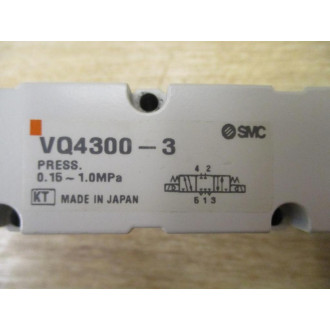 SMC
VQ4300-3
PRESS.
0.15~1.0MPa
4 2
5 1 3
KT MADE IN JAPAN